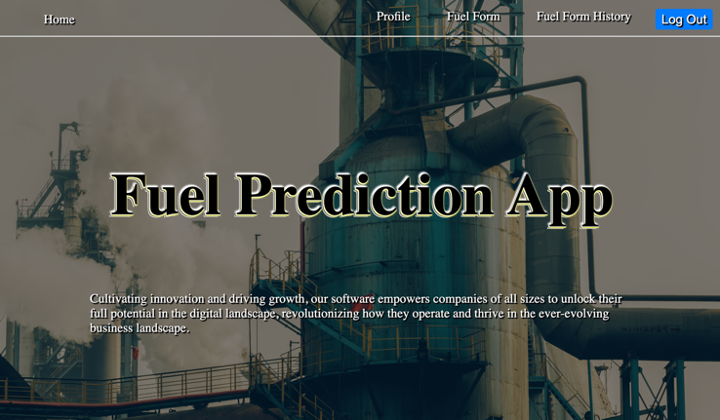 Home
Profile
Fuel Form
Fuel Form History
Log Out
Fuel Prediction App
Cultivating innovation and driving growth, our software empowers companies of all sizes to unlock their
full potential in the digital landscape, revolutionizing how they operate and thrive in the ever-evolving
business landscape.